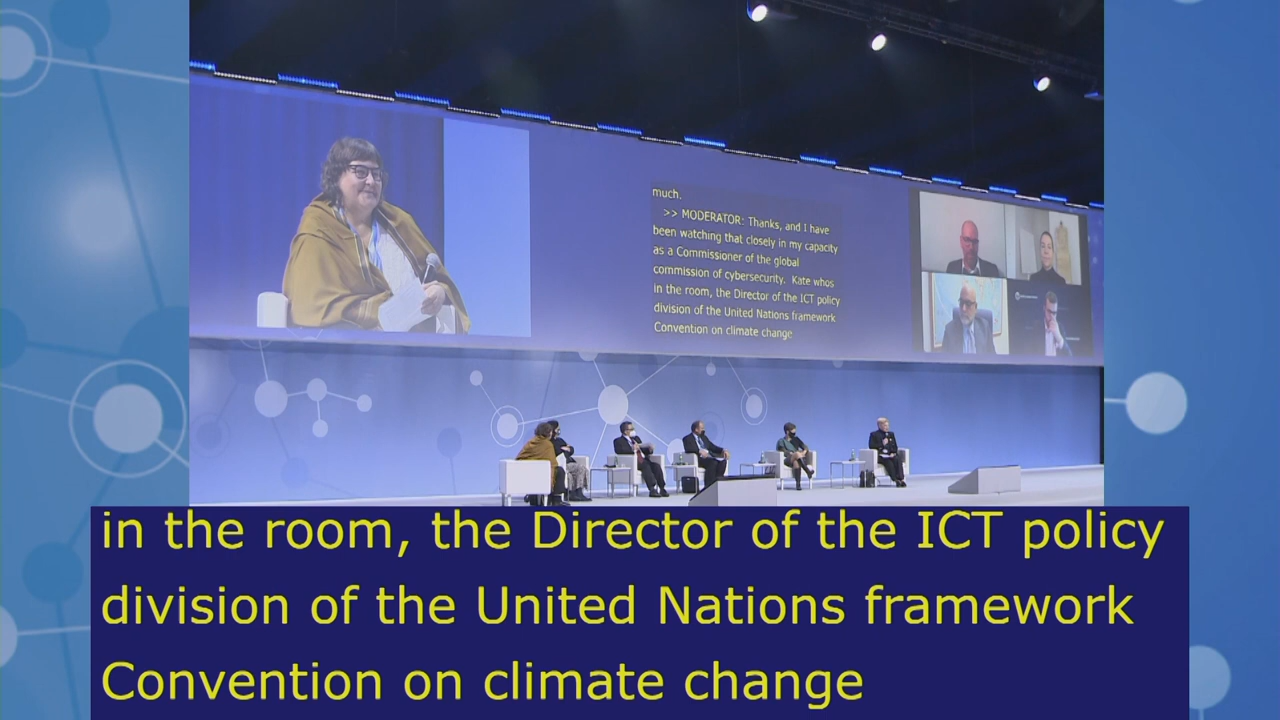 much.
>> MODERATOR: Thanks, and I have
been watching that closely in my capacity
as a Commissioner of the global
commission of cybersecurity. Kate whos
in the room, the Director of the ICT policy
division of the United Nations framework
Convention on climate change
in the room, the Director of the ICT policy
division of the United Nations framework
Convention on climate change